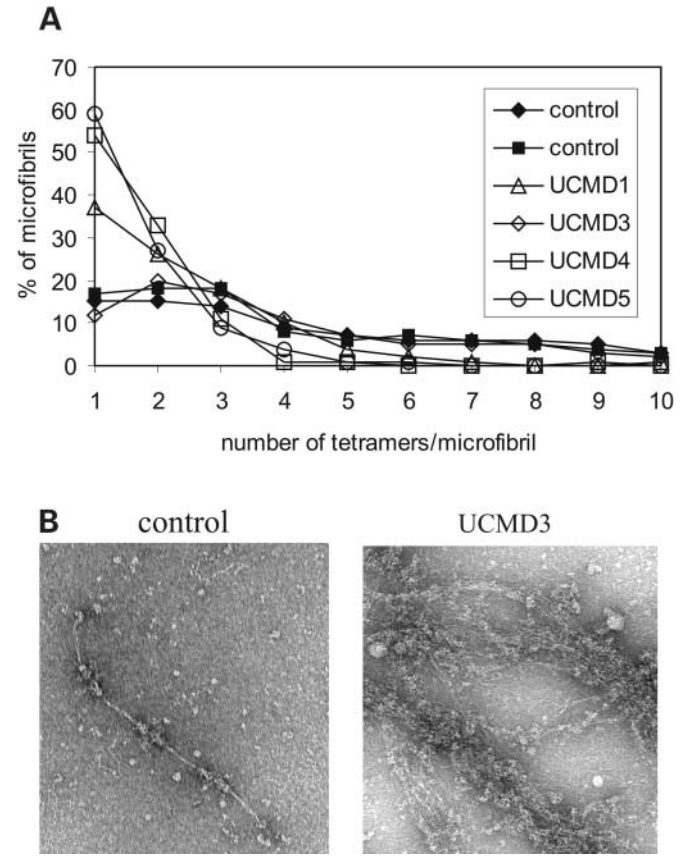 A
70
60
50
40
30
20
10
0
% of microfibrils
control
control
UCMD1
UCMD3
UCMD4
UCMD5
1 2 3 4 5 6 7 8 9 10
number of tetramers/microfibril
B
control
UCMD3